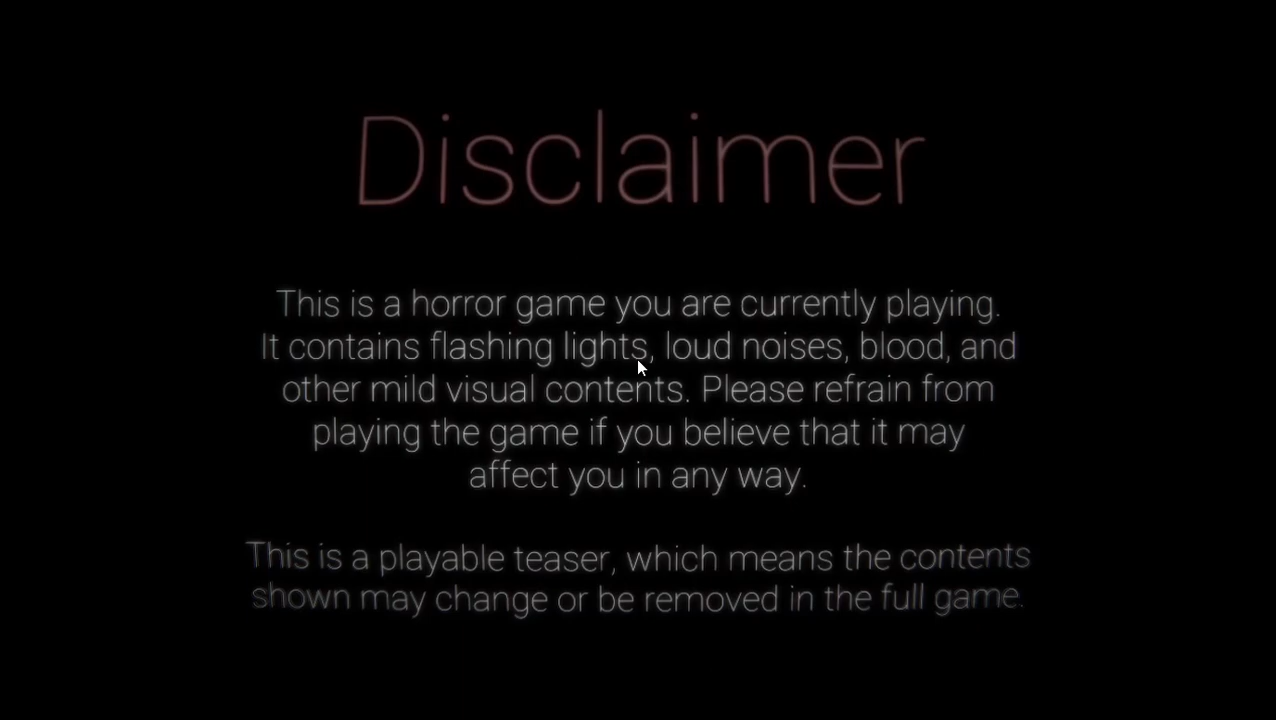 Disclaimer
This is a horror game you are currently playing.
It contains flashing lights, loud noises, blood, and
other mild visual contents. Please refrain from
playing the game if you believe that it may
affect you in any way.
This is a playable teaser, which means the contents
shown may change or be removed in the full game.